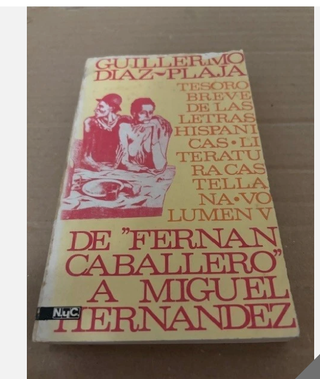 GUILLERMO
DIAZ-PLAJA
TESORO
BREVE
DE LAS
LETRAS
HISPANI
CAS·LI
TERATU
RA CAS
TELLA
NA·VO
LUMEN V
DE "FERNAN
CABALLERO"
A MIGUEL
HERNANDEZ
N.yC.